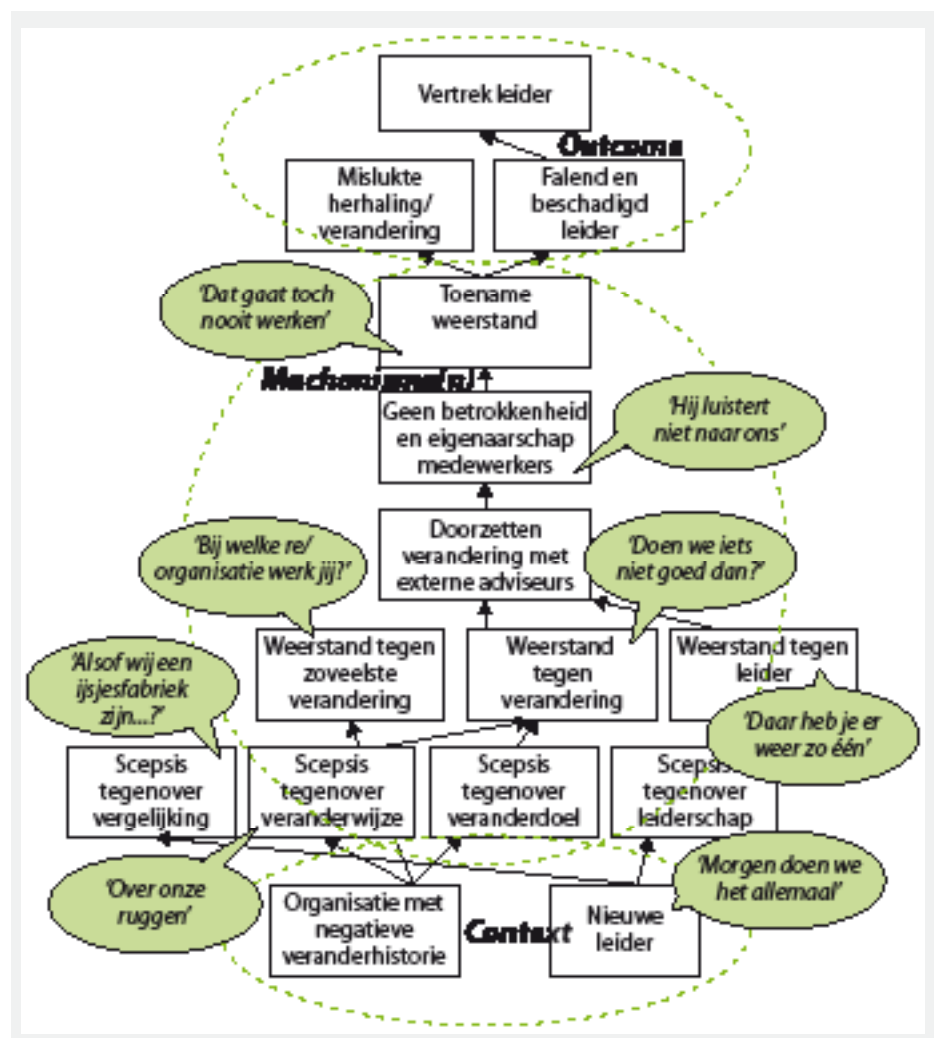 Vertrek leider
Outcome
Mislukte
herhaling/
verandering
Falend en
beschadigd
leider
'Dat gaat toch
nooit werken'
Toename
weerstand
Mechanisme(n)
Geen betrokkenheid
en eigenaarschap
medewerkers
'Hij luistert
niet naar ons'
Doorzetten
verandering met
externe adviseurs
'Bij welke re/
organisatie werk jij?'
'Doen we iets
niet goed dan?'
Weerstand tegen
zoveelste
verandering
Weerstand
tegen
verandering
Weerstand tegen
leider
'Alsof wij een
ijsjesfabriek
zijn...?'
'Daar heb je er
weer zo één'
Scepsis
tegenover
vergelijking
Scepsis
tegenover
veranderwijze
Scepsis
tegenover
veranderdoel
Scepsis
tegenover
leiderschap
'Over onze
ruggen'
'Morgen doen we
het allemaal'
Organisatie met
negatieve
veranderhistorie
Context
Nieuwe
leider